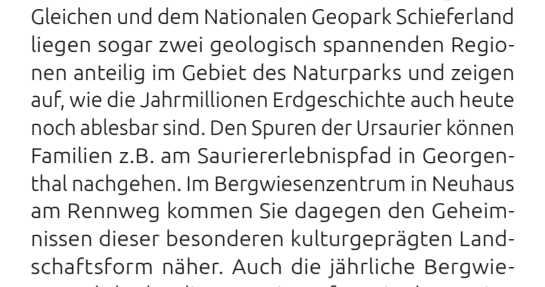 Gleichen und dem Nationalen Geopark Schieferland
liegen sogar zwei geologisch spannenden Regio-
nen anteilig im Gebiet des Naturparks und zeigen
auf, wie die Jahrmillionen Erdgeschichte auch heute
noch ablesbar sind. Den Spuren der Ursaurier können
Familien z.B. am Sauriererlebnispfad in Georgen-
thal nachgehen. Im Bergwiesenzentrum in Neuhaus
am Rennweg kommen Sie dagegen den Geheim-
nissen dieser besonderen kulturgeprägten Land-
schaftsform näher. Auch die jährliche Bergwie-